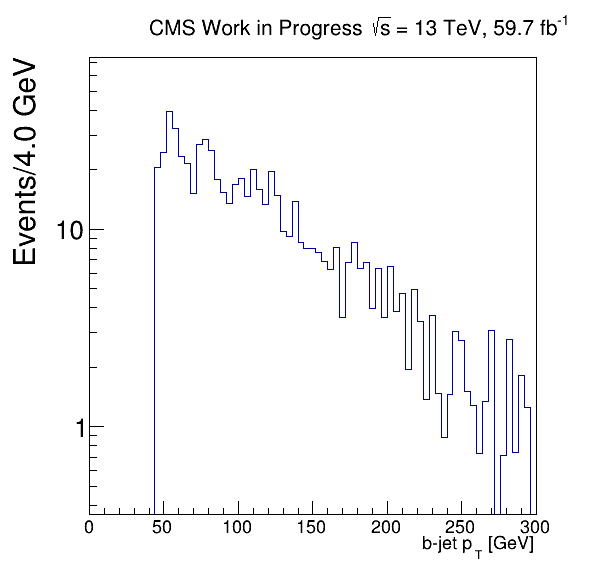 CMS Work in Progress √s = 13 TeV, 59.7 fb-1
Events/4.0 GeV
10
1
0 50 100 150 200 250 300
b-jet pT [GeV]